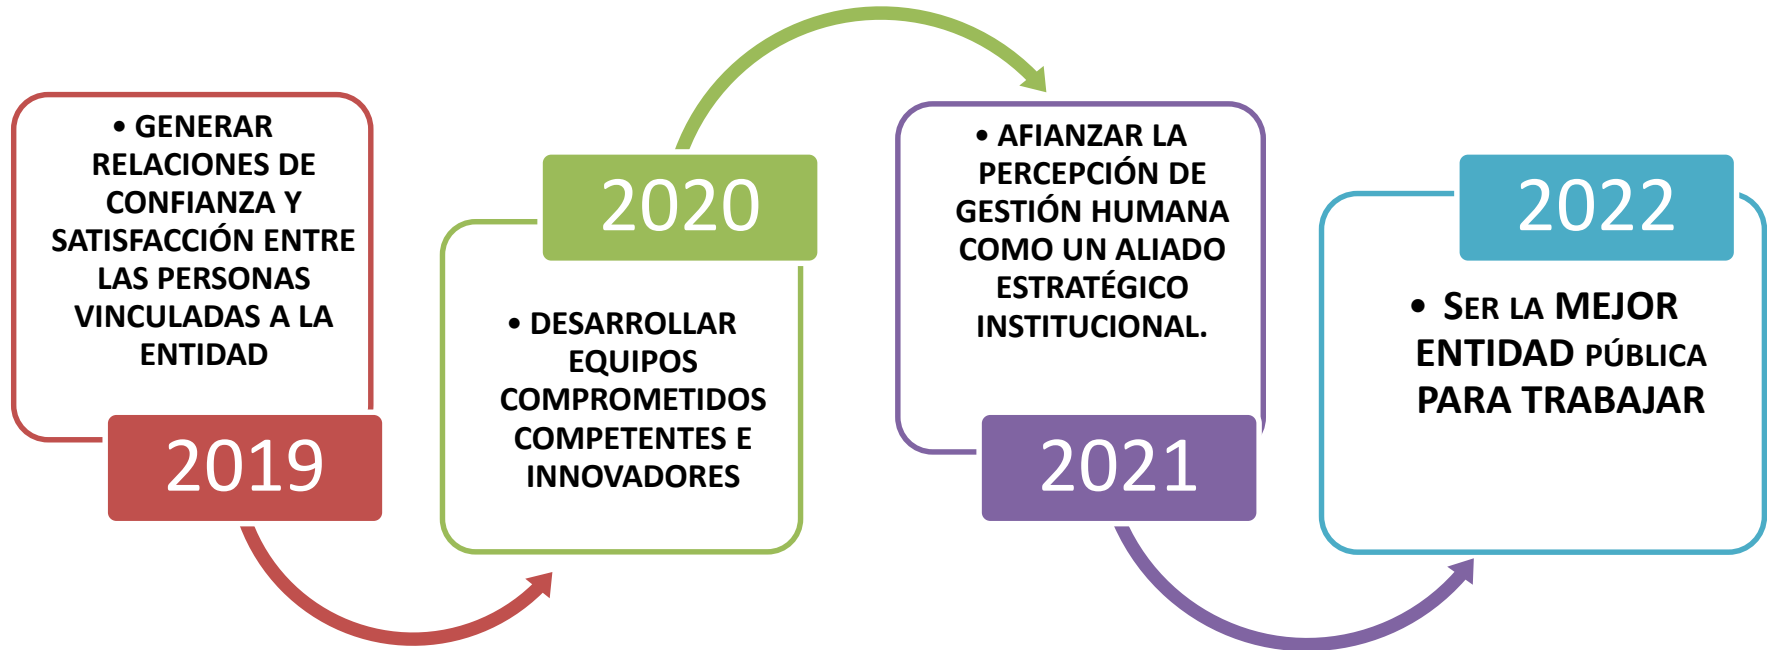 • GENERAR
RELACIONES DE
CONFIANZA Y
SATISFACCIÓN ENTRE
LAS PERSONAS
VINCULADAS A LA
ENTIDAD
2019
2020
• DESARROLLAR
EQUIPOS
COMPROMETIDOS
COMPETENTES E
INNOVADORES
• AFIANZAR LA
PERCEPCIÓN DE
GESTIÓN HUMANA
COMO UN ALIADO
ESTRATÉGICO
INSTITUCIONAL.
2021
2022
• SER LA MEJOR
ENTIDAD PÚBLICA
PARA TRABAJAR